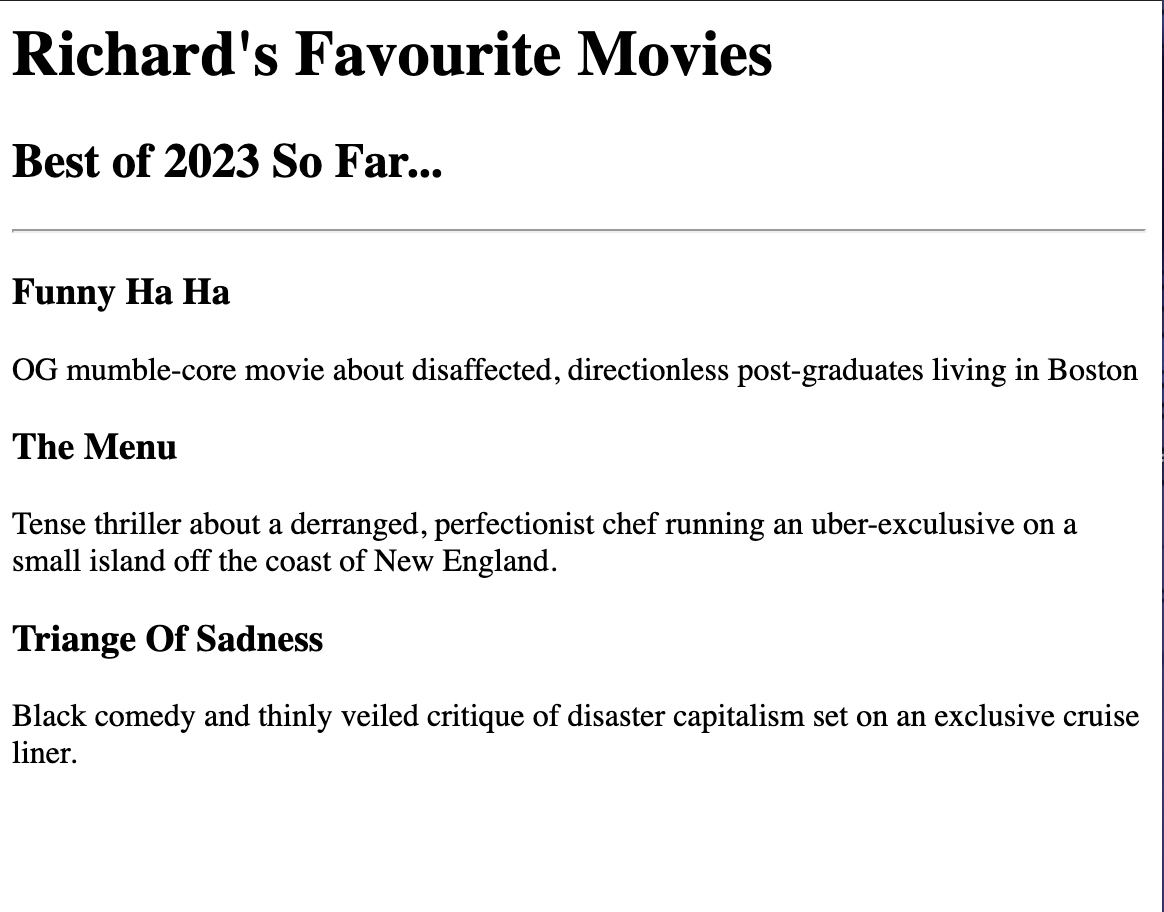 Richard's Favourite Movies
Best of 2023 So Far...
Funny Ha Ha
OG mumble-core movie about disaffected, directionless post-graduates living in Boston
The Menu
Tense thriller about a derranged, perfectionist chef running an uber-exculusive on a
small island off the coast of New England.
Triange Of Sadness
Black comedy and thinly veiled critique of disaster capitalism set on an exclusive cruise
liner.